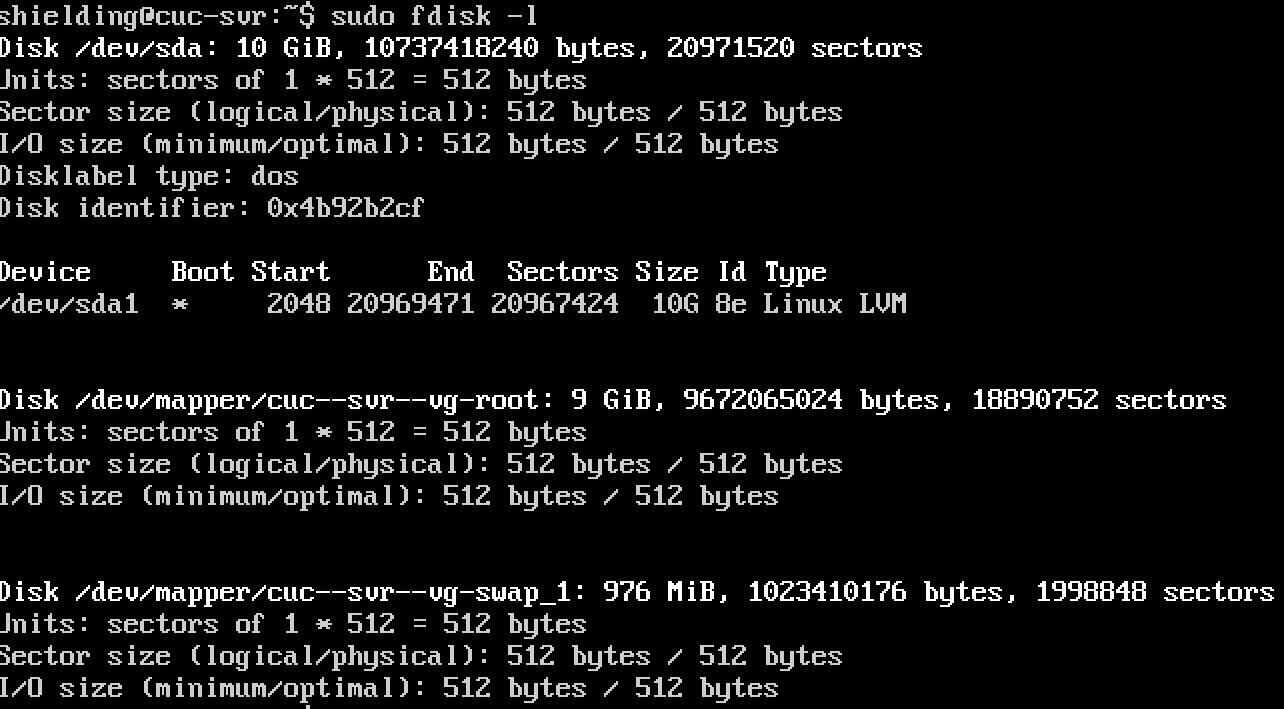 shielding@cuc-svr:~$ sudo fdisk -l
Disk /dev/sda: 10 GiB, 10737418240 bytes, 20971520 sectors
Units: sectors of 1 * 512 = 512 bytes
Sector size (logical/physical): 512 bytes / 512 bytes
I/O size (minimum/optimal): 512 bytes / 512 bytes
Disklabel type: dos
Disk identifier: 0x4b92b2cf
Device     Boot Start      End  Sectors Size Id Type
/dev/sda1  *     2048 20969471 20967424  10G 8e Linux LVM
Disk /dev/mapper/cuc--svr--vg-root: 9 GiB, 9672065024 bytes, 18890752 sectors
Units: sectors of 1 * 512 = 512 bytes
Sector size (logical/physical): 512 bytes / 512 bytes
I/O size (minimum/optimal): 512 bytes / 512 bytes
Disk /dev/mapper/cuc--svr--vg-swap_1: 976 MiB, 1023410176 bytes, 1998848 sectors
Units: sectors of 1 * 512 = 512 bytes
Sector size (logical/physical): 512 bytes / 512 bytes
I/O size (minimum/optimal): 512 bytes / 512 bytes